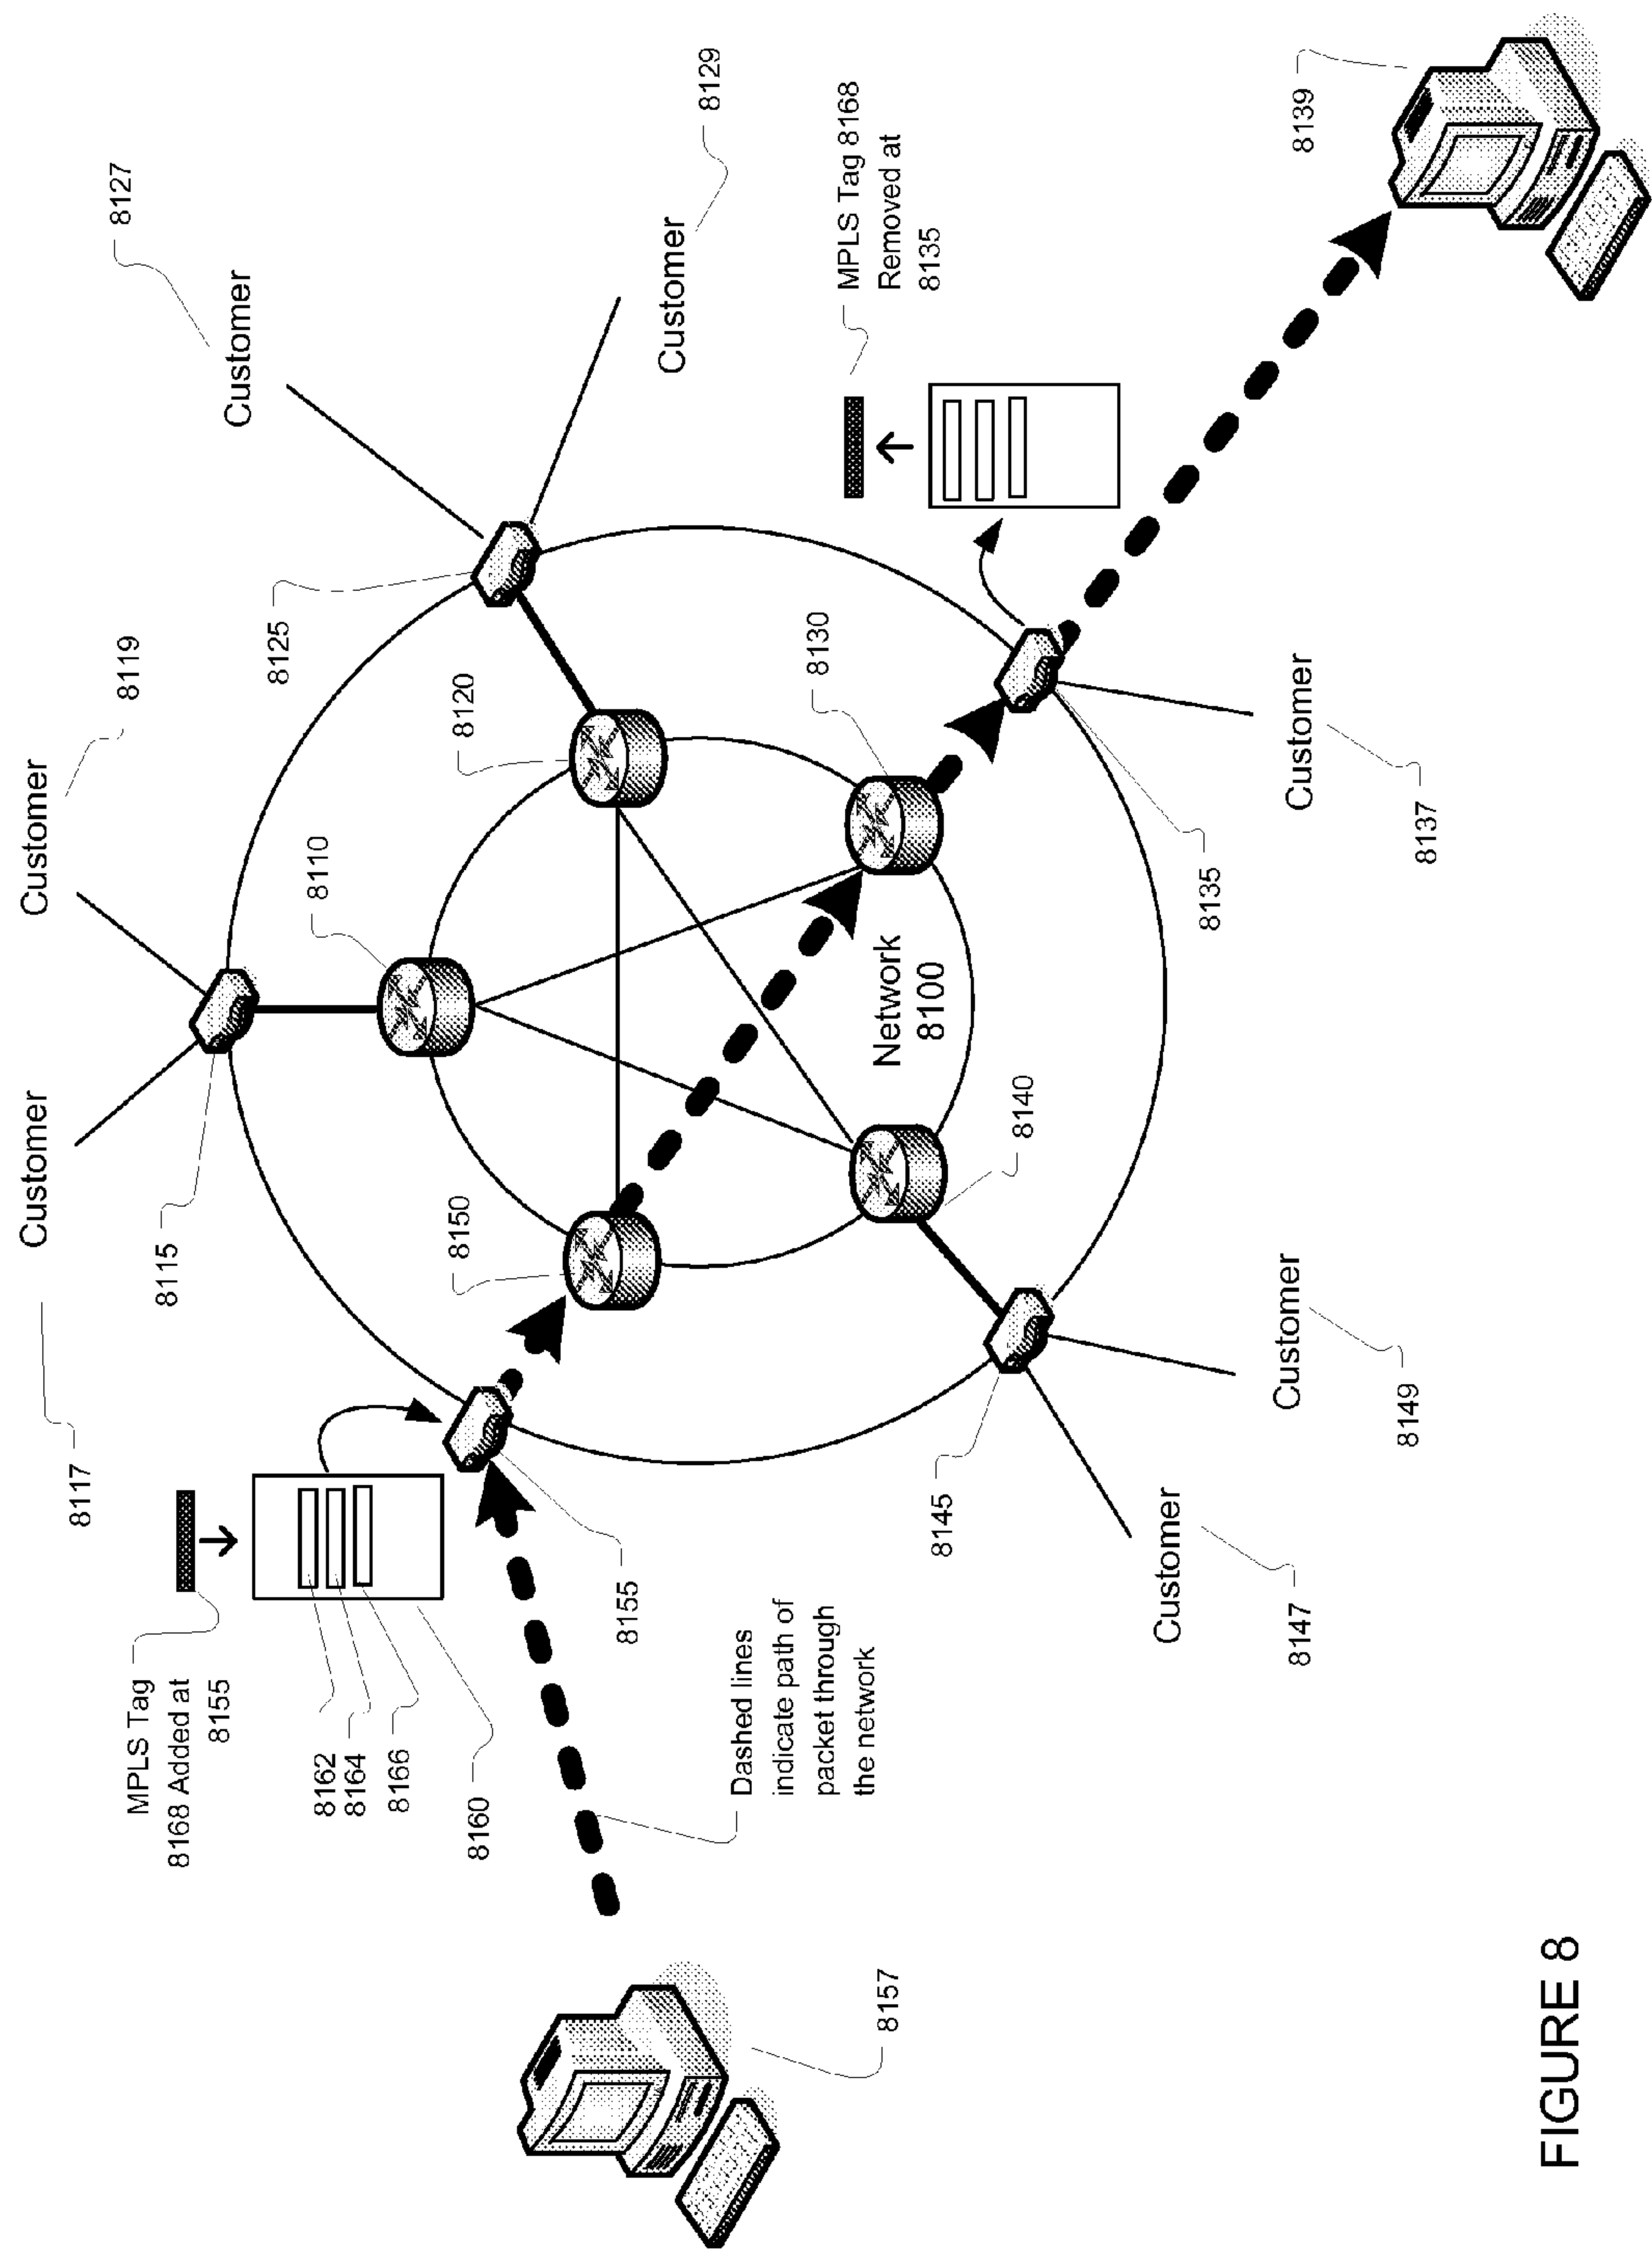 8117
Customer
Customer
8119
8127
Customer
8129
Customer
MPLS Tag
8168 Added at
8155
8115
8110
8125
8162
8164
8166
8160
8150
8120
8155
8130
MPLS Tag 8168
Removed at
8135
Dashed lines
indicate path of
packet through
the network
Network
8100
8157
8145
8140
8135
8139
Customer
8147
Customer
8149
Customer
8137
FIGURE 8